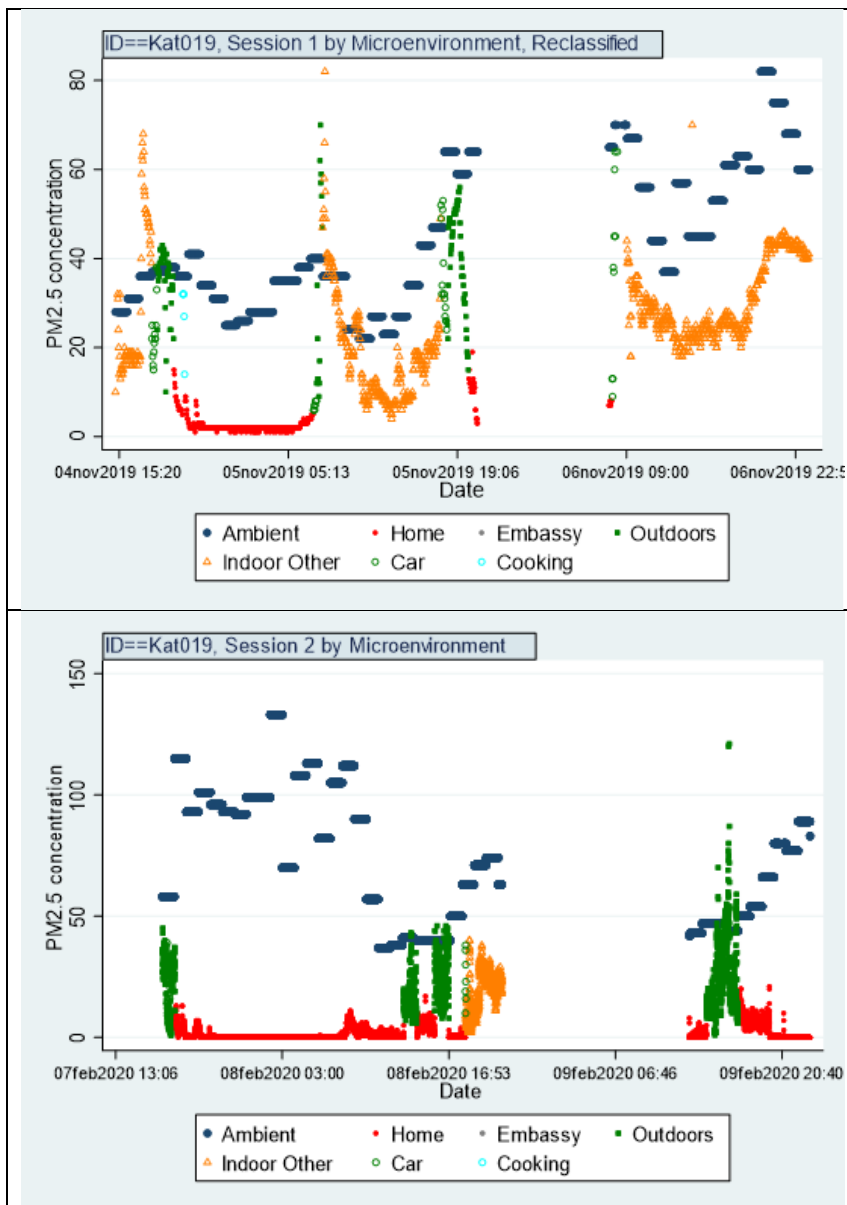 ID==Kat019, Session 1 by Microenvironment, Reclassified
80
60
40
20
0
PM2.5 concentration
04nov2019 15:20 05nov2019 05:13 05nov2019 19:06 06nov2019 09:00 06nov2019 22:5
Date
Ambient Home Embassy Outdoors
Indoor Other Car Cooking
ID==Kat019, Session 2 by Microenvironment
150
100
50
0
PM2.5 concentration
07feb2020 13:06 08feb2020 03:00 08feb2020 16:53 09feb2020 06:46 09feb2020 20:40
Date
Ambient Home Embassy Outdoors
Indoor Other Car Cooking